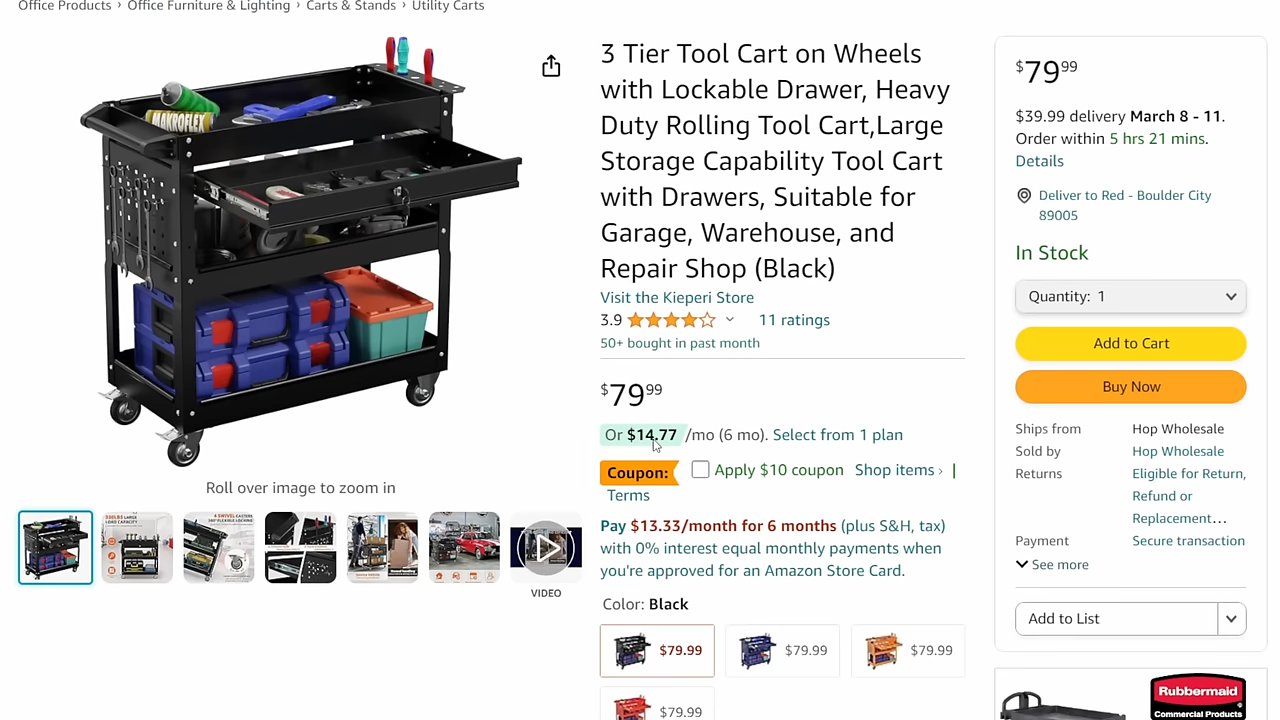 Office Products › Office Furniture & Lighting › Carts & Stands › Utility Carts
MAKROFLEX
Roll over image to zoom in
VIDEO
3 Tier Tool Cart on Wheels
with Lockable Drawer, Heavy
Duty Rolling Tool Cart,Large
Storage Capability Tool Cart
with Drawers, Suitable for
Garage, Warehouse, and
Repair Shop (Black)
Visit the Kieperi Store
3.9 11 ratings
50+ bought in past month
$79 99
Or $14.77 /mo (6 mo). Select from 1 plan
Coupon: Apply $10 coupon Shop items › |
Terms
Pay $13.33/month for 6 months (plus S&H, tax)
with 0% interest equal monthly payments when
you're approved for an Amazon Store Card.
Color: Black
$79.99 $79.99 $79.99
$79.99
$79 99
$39.99 delivery March 8 - 11.
Order within 5 hrs 21 mins.
Details
Deliver to Red - Boulder City
89005
In Stock
Quantity: 1
Add to Cart
Buy Now
Ships from Hop Wholesale
Sold by Hop Wholesale
Returns Eligible for Return,
Refund or
Replacement…
Payment Secure transaction
See more
Add to List
Rubbermaid
Commercial Products